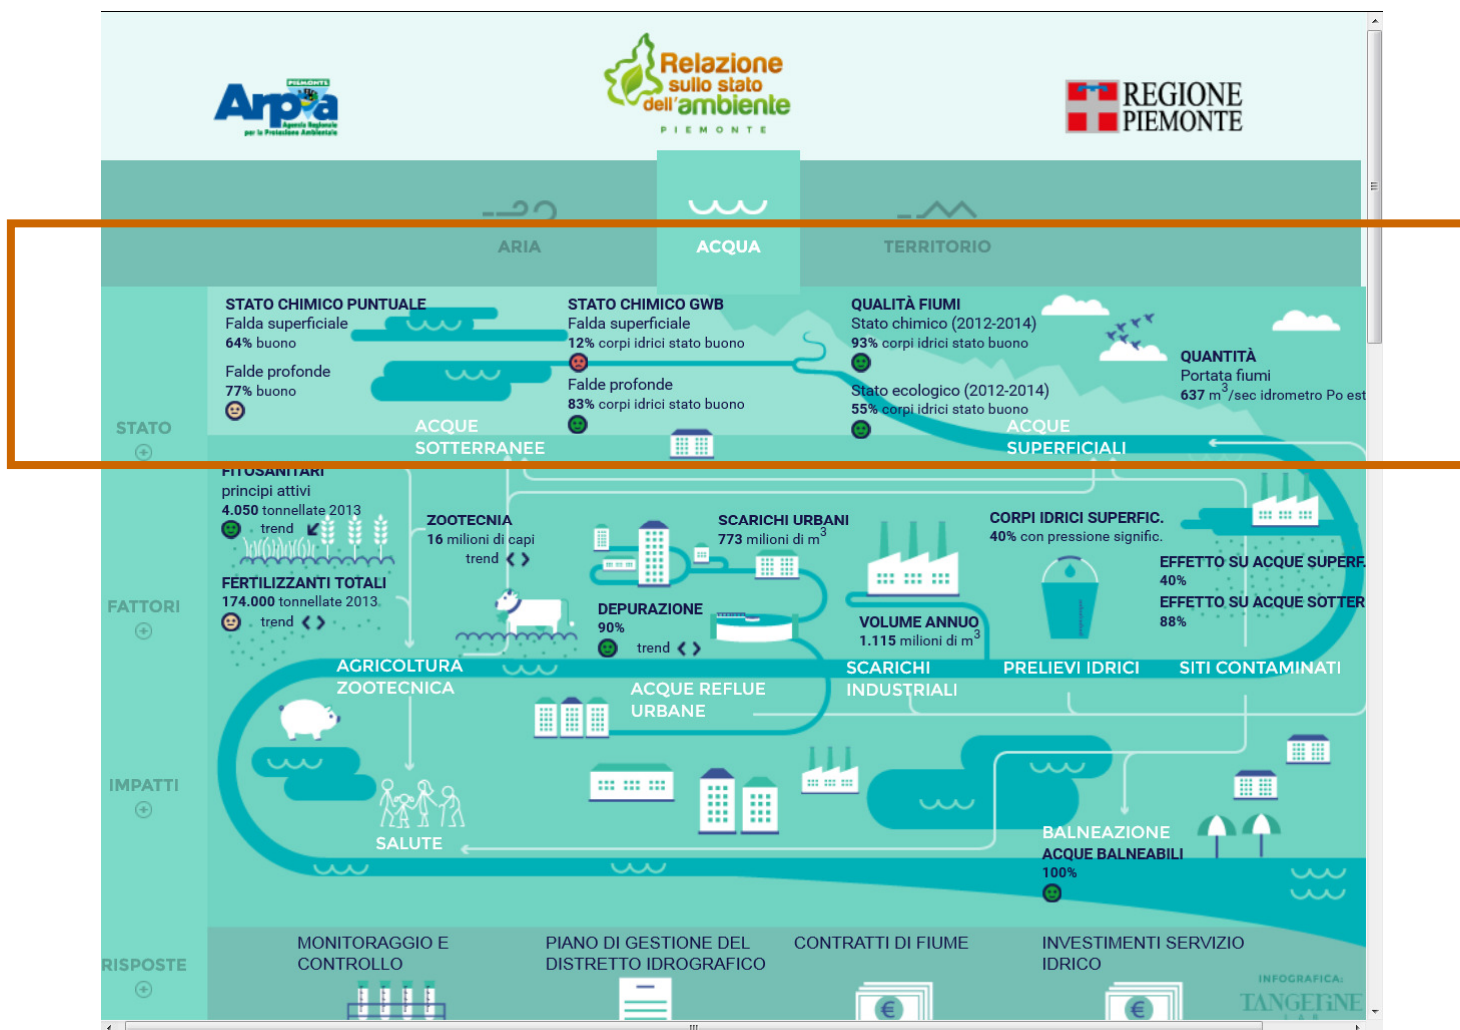 PIEMONTE
Arpa
Agenzia Regionale
per la Protezione Ambientale
Relazione
sullo stato
dell'ambiente
PIEMONTE
REGIONE
PIEMONTE
ARIA
ACQUA
TERRITORIO
STATO CHIMICO PUNTUALE
Falda superficiale
64% buono
Falde profonde
77% buono
STATO CHIMICO GWB
Falda superficiale
12% corpi idrici stato buono
Falde profonde
83% corpi idrici stato buono
QUALITÀ FIUMI
Stato chimico (2012-2014)
93% corpi idrici stato buono
Stato ecologico (2012-2014)
55% corpi idrici stato buono
QUANTITÀ
Portata fiumi
637 m³/sec idrometro Po est
STATO
ACQUE
SOTTERRANEE
ACQUE
SUPERFICIALI
FITOSANITARI
principi attivi
4.050 tonnellate 2013
trend
FERTILIZZANTI TOTALI
174.000 tonnellate 2013
trend
ZOOTECNIA
16 milioni di capi
trend
SCARICHI URBANI
773 milioni di m³
DEPURAZIONE
90%
trend
VOLUME ANNUO
1.115 milioni di m³
CORPI IDRICI SUPERFIC.
40% con pressione signific.
EFFETTO SU ACQUE SUPERF.
40%
EFFETTO SU ACQUE SOTTER
88%
FATTORI
AGRICOLTURA
ZOOTECNICA
ACQUE REFLUE
URBANE
SCARICHI
INDUSTRIALI
PRELIEVI IDRICI
SITI CONTAMINATI
IMPATTI
SALUTE
BALNEAZIONE
ACQUE BALNEABILI
100%
RISPOSTE
MONITORAGGIO E
CONTROLLO
PIANO DI GESTIONE DEL
DISTRETTO IDROGRAFICO
CONTRATTI DI FIUME
INVESTIMENTI SERVIZIO
IDRICO
INFOGRAFICA:
TANGERINE